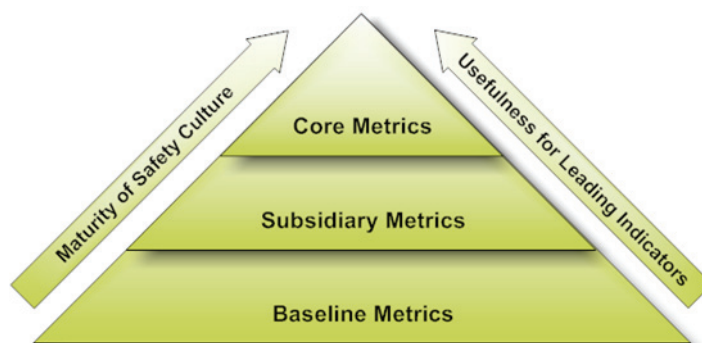 Maturity of Safety Culture
Usefulness for Leading Indicators
Core Metrics
Subsidiary Metrics
Baseline Metrics